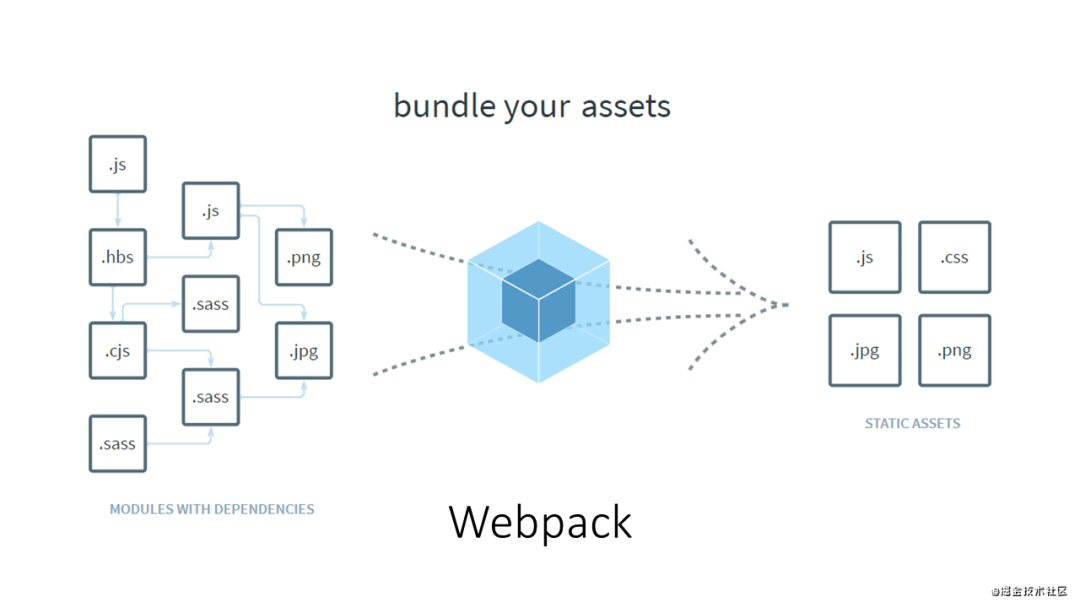 bundle your assets
.js
.js
.hbs
.png
.sass
.cjs
.jpg
.sass
.sass
MODULES WITH DEPENDENCIES
.js
.css
.jpg
.png
STATIC ASSETS
Webpack
@掘金技术社区